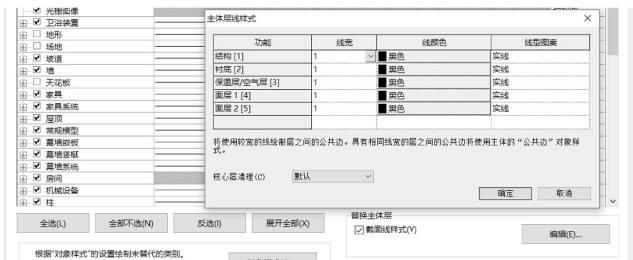 光栅图像
卫浴装置
地形
场地
坡道
墙
天花板
家具
家具系统
屋顶
常规模型
幕墙嵌板
幕墙竖梃
幕墙系统
房间
机械设备
柱
主体层线样式
功能 线宽 线颜色 线型图案
结构 [1] 1 黑色 实线
衬底 [2] 1 黑色 实线
保温层/空气层 [3] 1 黑色 实线
面层 1 [4] 1 黑色 实线
面层 2 [5] 1 黑色 实线
将使用较宽的线绘制层之间的公共边。具有相同线宽的层之间的公共边将使用主体的“公共边”对象样
式。
核心层清理(C) 默认
确定 取消
全选(L) 全部不选(N) 反选(I) 展开全部(X)
替换主体层
截面线样式(Y) 编辑(E)...
根据"对象样式"的设置绘制未替代的类别。